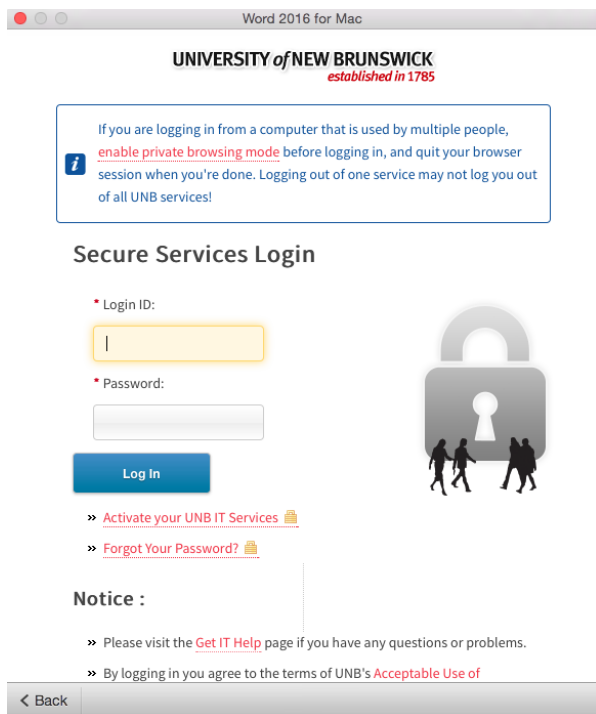 Word 2016 for Mac
UNIVERSITY of NEW BRUNSWICK
established in 1785
If you are logging in from a computer that is used by multiple people,
enable private browsing mode before logging in, and quit your browser
session when you're done. Logging out of one service may not log you out
of all UNB services!
Secure Services Login
* Login ID:
* Password:
Log In
» Activate your UNB IT Services
» Forgot Your Password?
Notice :
» Please visit the Get IT Help page if you have any questions or problems.
» By logging in you agree to the terms of UNB's Acceptable Use of
< Back